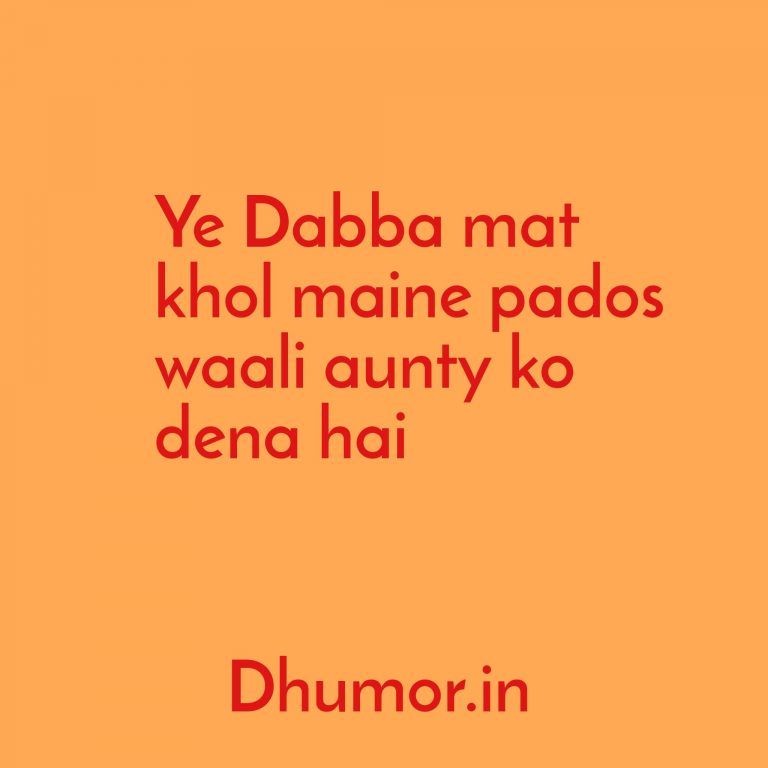 Ye Dabba mat
khol maine pados
waali aunty ko
dena hai
Dhumor.in